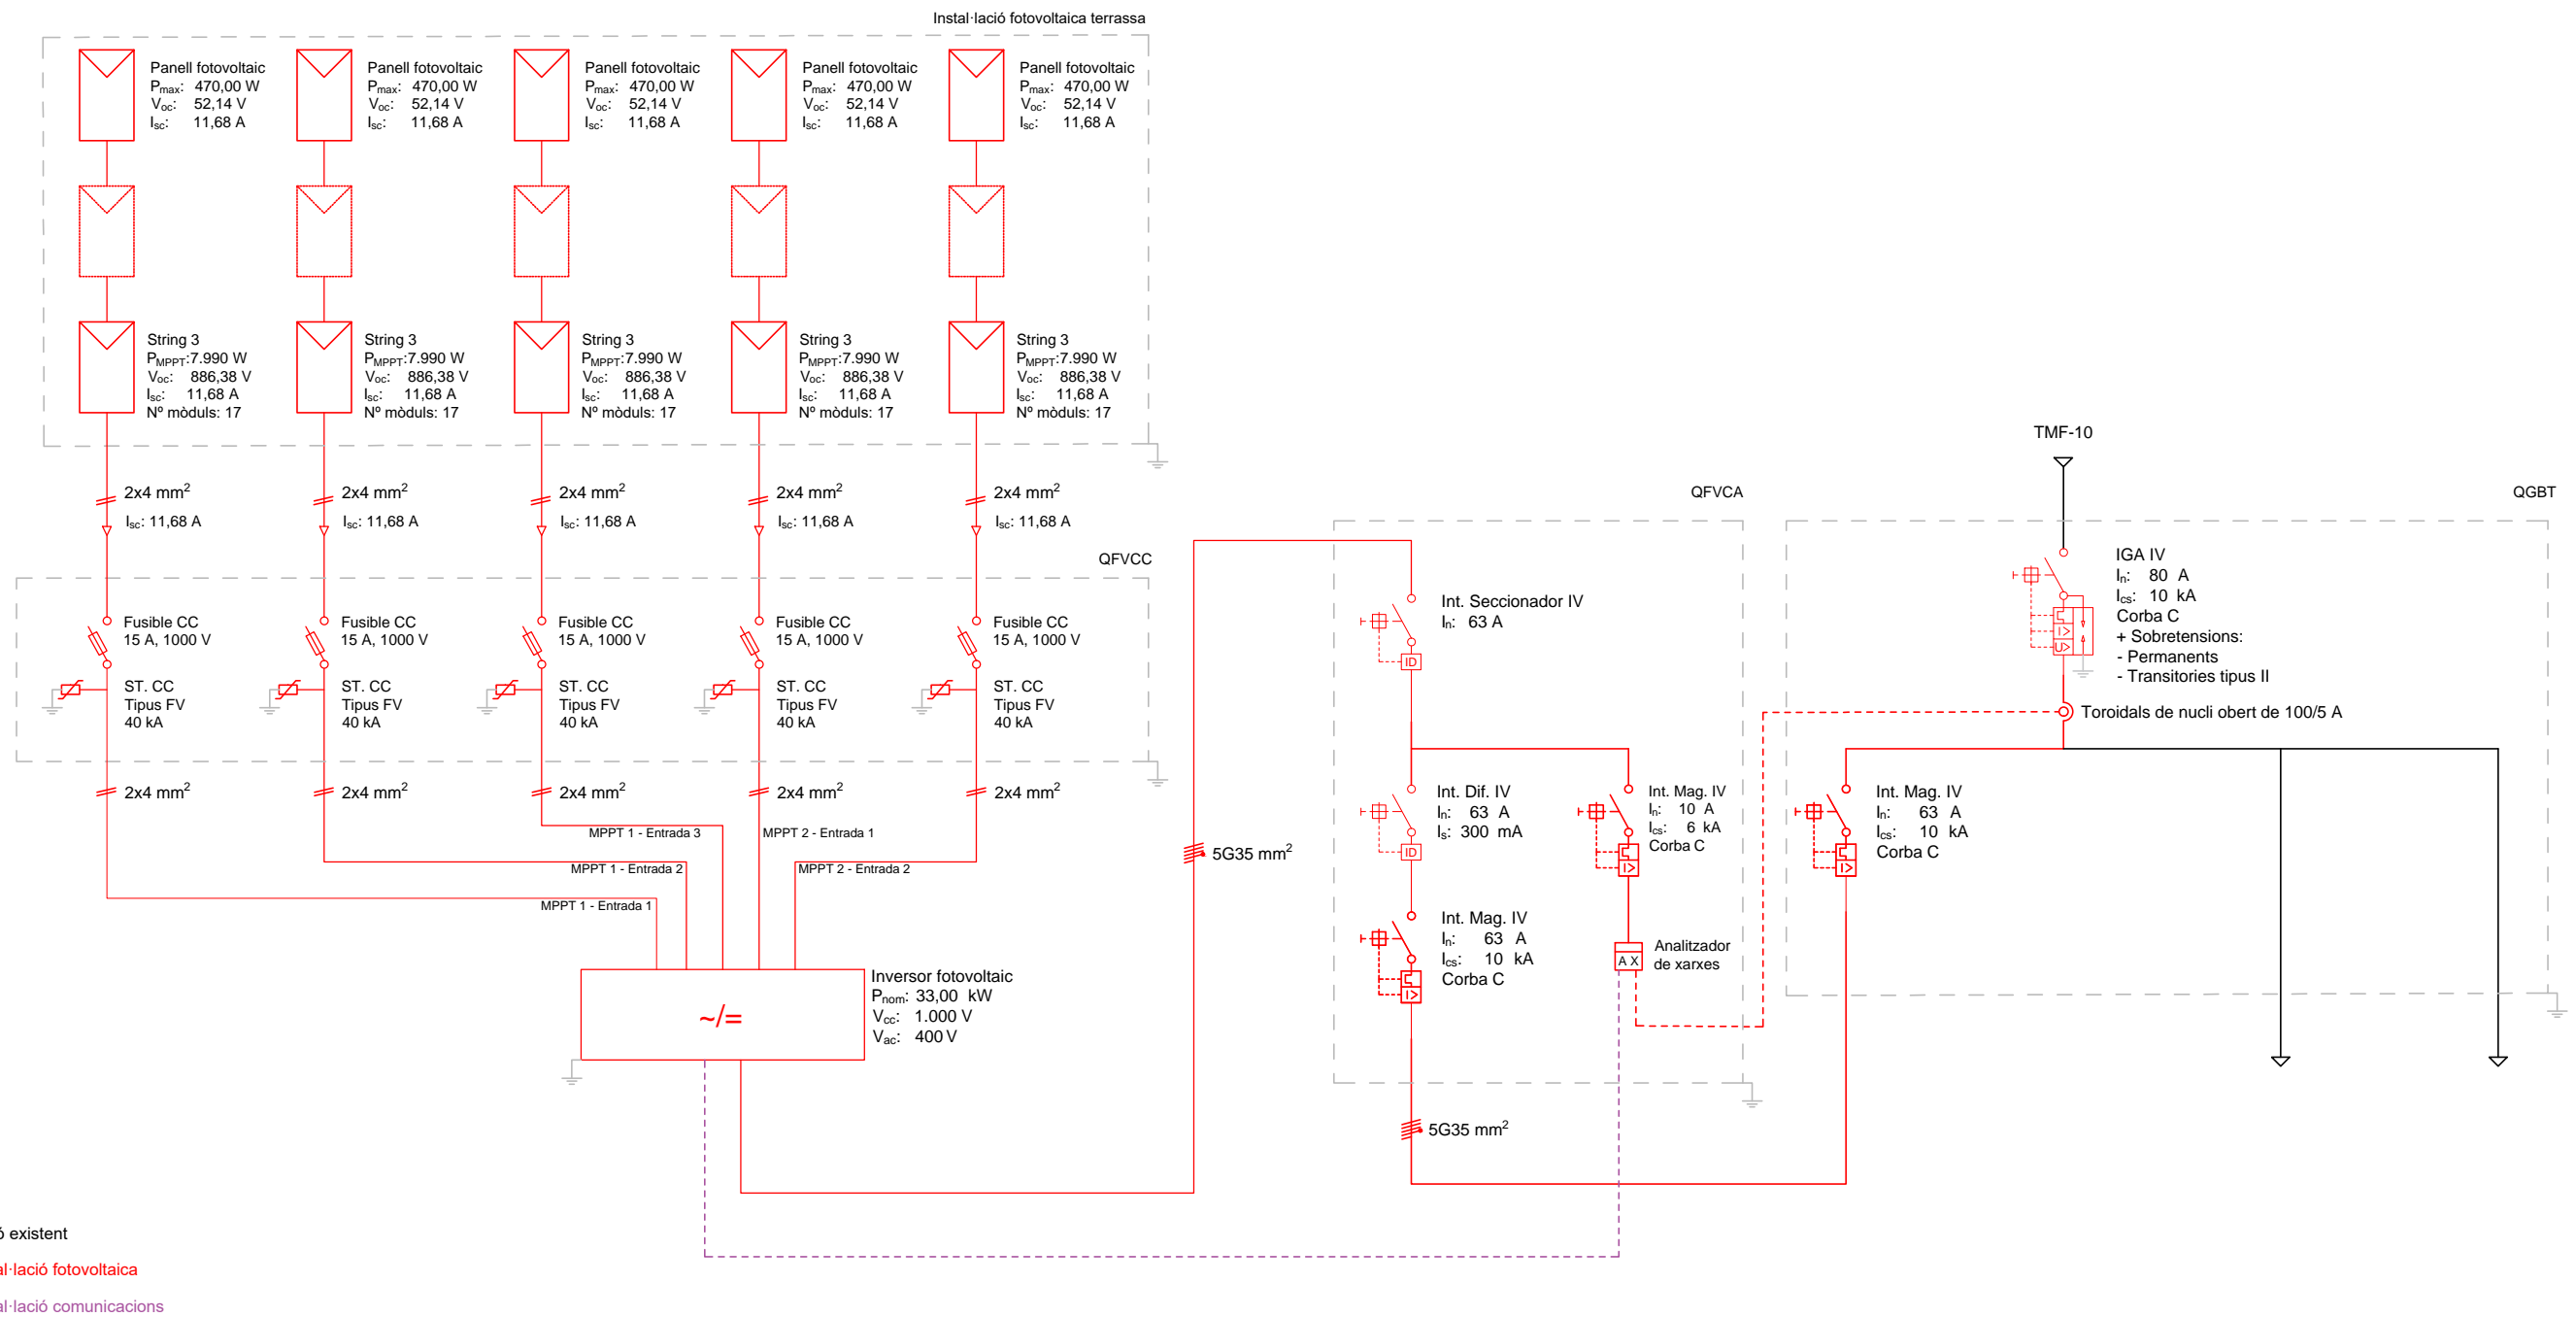 Instal·lació fotovoltaica terrassa
Panell fotovoltaic
Pmax: 470,00 W
Voc: 52,14 V
Isc: 11,68 A
Panell fotovoltaic
Pmax: 470,00 W
Voc: 52,14 V
Isc: 11,68 A
Panell fotovoltaic
Pmax: 470,00 W
Voc: 52,14 V
Isc: 11,68 A
Panell fotovoltaic
Pmax: 470,00 W
Voc: 52,14 V
Isc: 11,68 A
Panell fotovoltaic
Pmax: 470,00 W
Voc: 52,14 V
Isc: 11,68 A
String 3
PMPPT:7.990 W
Voc: 886,38 V
Isc: 11,68 A
Nº mòduls: 17
String 3
PMPPT:7.990 W
Voc: 886,38 V
Isc: 11,68 A
Nº mòduls: 17
String 3
PMPPT:7.990 W
Voc: 886,38 V
Isc: 11,68 A
Nº mòduls: 17
String 3
PMPPT:7.990 W
Voc: 886,38 V
Isc: 11,68 A
Nº mòduls: 17
String 3
PMPPT:7.990 W
Voc: 886,38 V
Isc: 11,68 A
Nº mòduls: 17
2x4 mm²
Isc: 11,68 A
2x4 mm²
Isc: 11,68 A
2x4 mm²
Isc: 11,68 A
2x4 mm²
Isc: 11,68 A
2x4 mm²
Isc: 11,68 A
QFVCC
Fusible CC
15 A, 1000 V
Fusible CC
15 A, 1000 V
Fusible CC
15 A, 1000 V
Fusible CC
15 A, 1000 V
Fusible CC
15 A, 1000 V
ST. CC
Tipus FV
40 kA
ST. CC
Tipus FV
40 kA
ST. CC
Tipus FV
40 kA
ST. CC
Tipus FV
40 kA
ST. CC
Tipus FV
40 kA
2x4 mm²
2x4 mm²
2x4 mm²
2x4 mm²
2x4 mm²
MPPT 1 - Entrada 3
MPPT 2 - Entrada 1
MPPT 1 - Entrada 2
MPPT 2 - Entrada 2
MPPT 1 - Entrada 1
~/=
Inversor fotovoltaic
Pnom: 33,00 kW
Vcc: 1.000 V
Vac: 400 V
5G35 mm²
QFVCA
Int. Seccionador IV
In: 63 A
ID
Int. Dif. IV
In: 63 A
Is: 300 mA
ID
Int. Mag. IV
In: 10 A
Ics: 6 kA
Corba C
I>
Int. Mag. IV
In: 63 A
Ics: 10 kA
Corba C
I>
A X
Analitzador
de xarxes
5G35 mm²
TMF-10
QGBT
IGA IV
In: 80 A
Ics: 10 kA
Corba C
+ Sobretensions:
- Permanents
- Transitories tipus II
I>
U>
Toroidals de nucli obert de 100/5 A
Int. Mag. IV
In: 63 A
Ics: 10 kA
Corba C
I>
ó existent
al·lació fotovoltaica
al·lació comunicacions